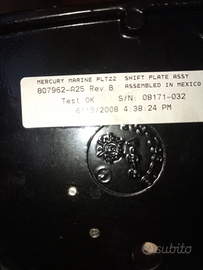 MERCURY MARINE PLT22 SHIFT PLATE ASSY
807962-A25 Rev. B ASSEMBLED IN MEXICO
Test OK S/N: 08171-032
2008 4:38:24 PM
subito